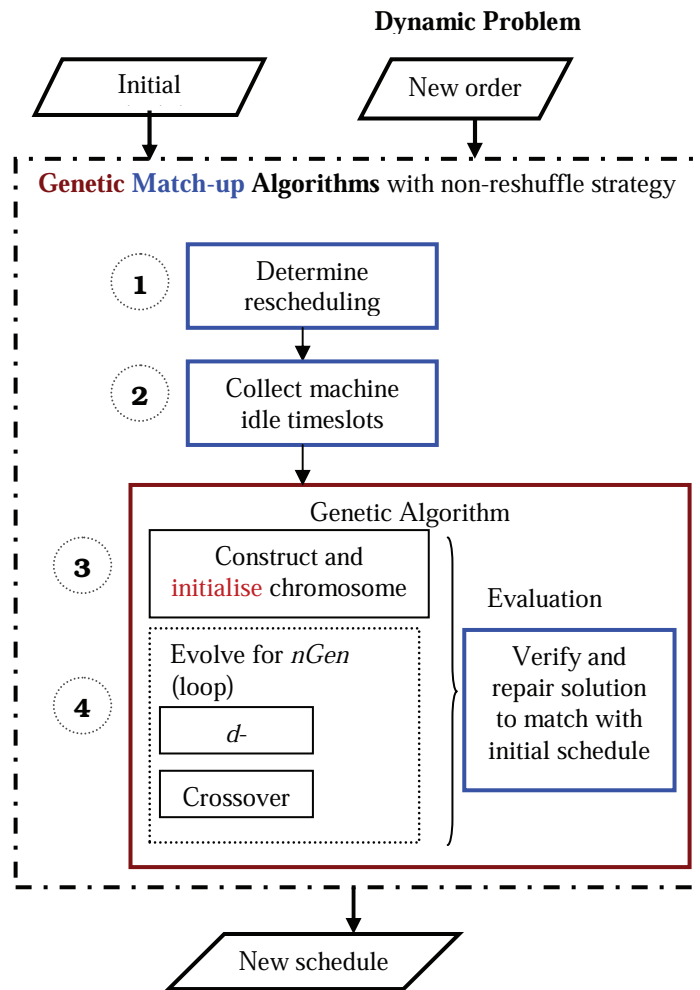 Dynamic Problem
Initial
New order
Genetic Match-up Algorithms with non-reshuffle strategy
1
Determine
rescheduling
2
Collect machine
idle timeslots
Genetic Algorithm
3
Construct and
initialise chromosome
Evaluation
4
Evolve for nGen
(loop)
d-
Crossover
Verify and
repair solution
to match with
initial schedule
New schedule